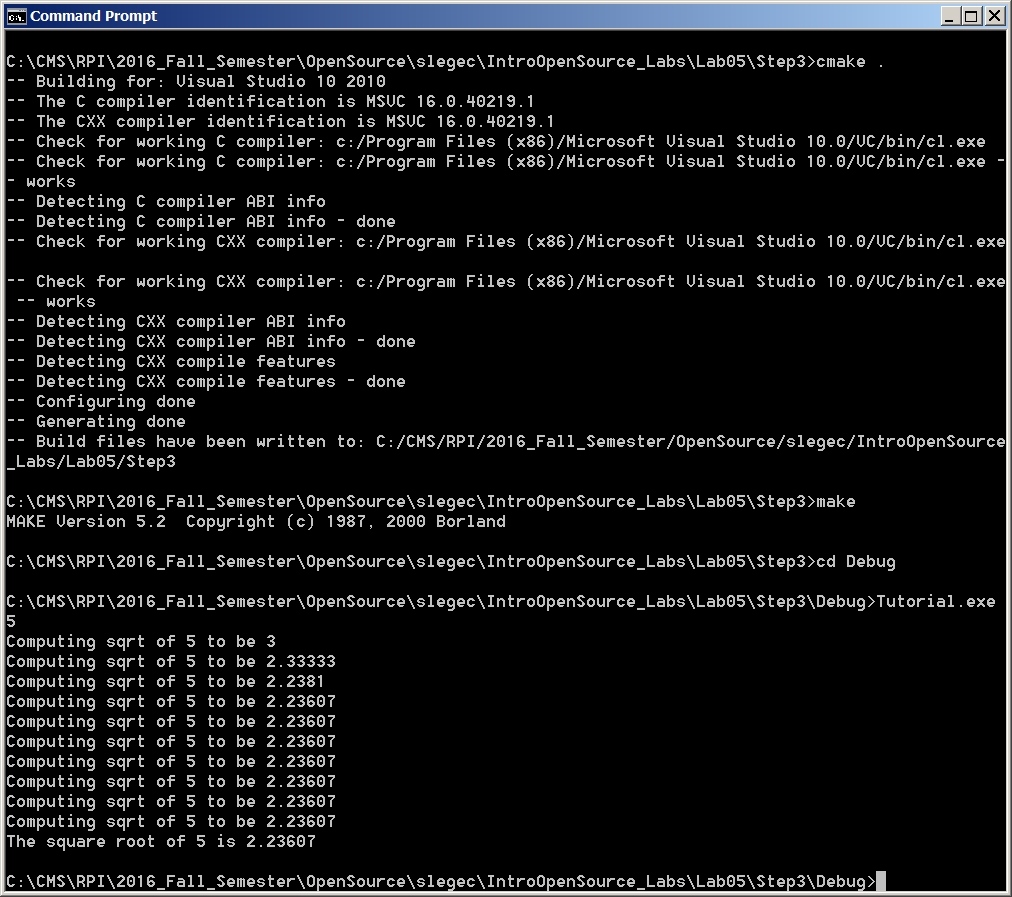 Command Prompt
C:\CMS\RPI\2016_Fall_Semester\OpenSource\slegec\IntroOpenSource_Labs\Lab05\Step3>cmake .
-- Building for: Visual Studio 10 2010
-- The C compiler identification is MSVC 16.0.40219.1
-- The CXX compiler identification is MSVC 16.0.40219.1
-- Check for working C compiler: c:/Program Files (x86)/Microsoft Visual Studio 10.0/VC/bin/cl.exe
-- Check for working C compiler: c:/Program Files (x86)/Microsoft Visual Studio 10.0/VC/bin/cl.exe -
- works
-- Detecting C compiler ABI info
-- Detecting C compiler ABI info - done
-- Check for working CXX compiler: c:/Program Files (x86)/Microsoft Visual Studio 10.0/VC/bin/cl.exe
-- Check for working CXX compiler: c:/Program Files (x86)/Microsoft Visual Studio 10.0/VC/bin/cl.exe
 -- works
-- Detecting CXX compiler ABI info
-- Detecting CXX compiler ABI info - done
-- Detecting CXX compile features
-- Detecting CXX compile features - done
-- Configuring done
-- Generating done
-- Build files have been written to: C:/CMS/RPI/2016_Fall_Semester/OpenSource/slegec/IntroOpenSource
_Labs/Lab05/Step3
C:\CMS\RPI\2016_Fall_Semester\OpenSource\slegec\IntroOpenSource_Labs\Lab05\Step3>make
MAKE Version 5.2  Copyright (c) 1987, 2000 Borland
C:\CMS\RPI\2016_Fall_Semester\OpenSource\slegec\IntroOpenSource_Labs\Lab05\Step3>cd Debug
C:\CMS\RPI\2016_Fall_Semester\OpenSource\slegec\IntroOpenSource_Labs\Lab05\Step3\Debug>Tutorial.exe
5
Computing sqrt of 5 to be 3
Computing sqrt of 5 to be 2.33333
Computing sqrt of 5 to be 2.2381
Computing sqrt of 5 to be 2.23607
Computing sqrt of 5 to be 2.23607
Computing sqrt of 5 to be 2.23607
Computing sqrt of 5 to be 2.23607
Computing sqrt of 5 to be 2.23607
Computing sqrt of 5 to be 2.23607
Computing sqrt of 5 to be 2.23607
The square root of 5 is 2.23607
C:\CMS\RPI\2016_Fall_Semester\OpenSource\slegec\IntroOpenSource_Labs\Lab05\Step3\Debug>